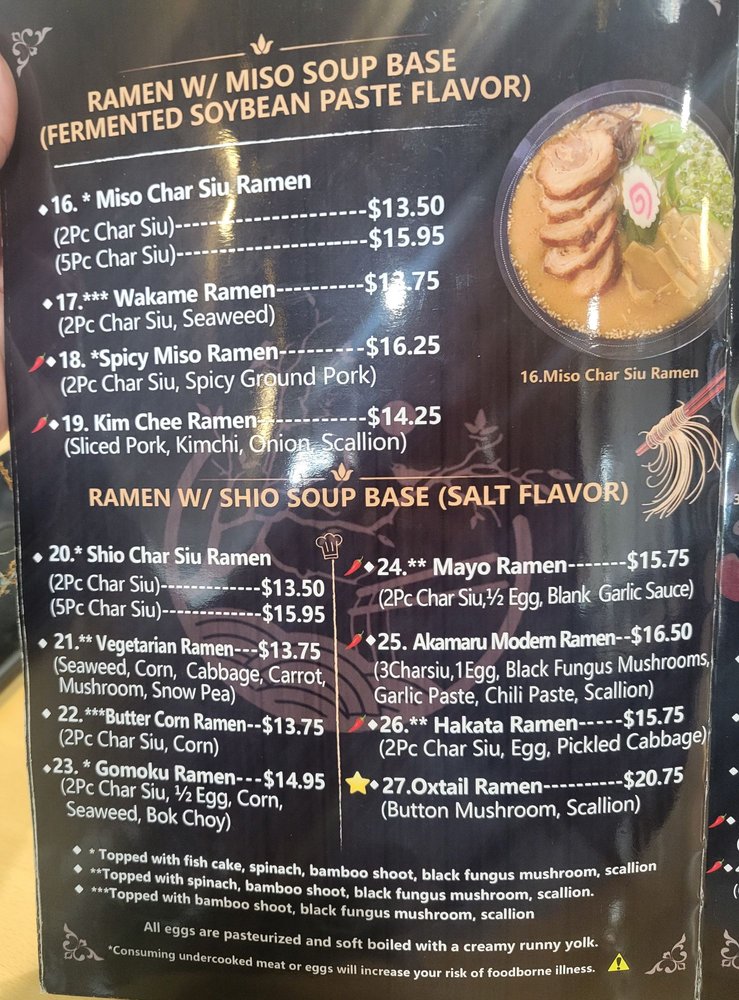 RAMEN W/ MISO SOUP BASE
(FERMENTED SOYBEAN PASTE FLAVOR)
16. * Miso Char Siu Ramen
(2Pc Char Siu)---------------------$13.50
(5Pc Char Siu)---------------------$15.95
17.*** Wakame Ramen----------$13.75
(2Pc Char Siu, Seaweed)
18. *Spicy Miso Ramen---------$16.25
(2Pc Char Siu, Spicy Ground Pork)
19. Kim Chee Ramen------------$14.25
(Sliced Pork, Kimchi, Onion, Scallion)
16.Miso Char Siu Ramen
RAMEN W/ SHIO SOUP BASE (SALT FLAVOR)
20.* Shio Char Siu Ramen
(2Pc Char Siu)-------------$13.50
(5Pc Char Siu)-------------$15.95
21.** Vegetarian Ramen---$13.75
(Seaweed, Corn, Cabbage, Carrot,
Mushroom, Snow Pea)
22.***Butter Corn Ramen--$13.75
(2Pc Char Siu, Corn)
23. * Gomoku Ramen---$14.95
(2Pc Char Siu, ½ Egg, Corn,
Seaweed, Bok Choy)
24.** Mayo Ramen-------$15.75
(2Pc Char Siu,½ Egg, Blank Garlic Sauce)
25. Akamaru Modern Ramen--$16.50
(3Charsiu,1Egg, Black Fungus Mushrooms,
Garlic Paste, Chili Paste, Scallion)
26.** Hakata Ramen-----$15.75
(2Pc Char Siu, Egg, Pickled Cabbage)
27.Oxtail Ramen----------$20.75
(Button Mushroom, Scallion)
* Topped with fish cake, spinach, bamboo shoot, black fungus mushroom, scallion
**Topped with spinach, bamboo shoot, black fungus mushroom, scallion.
***Topped with bamboo shoot, black fungus mushroom, scallion
All eggs are pasteurized and soft boiled with a creamy runny yolk.
*Consuming undercooked meat or eggs will increase your risk of foodborne illness.